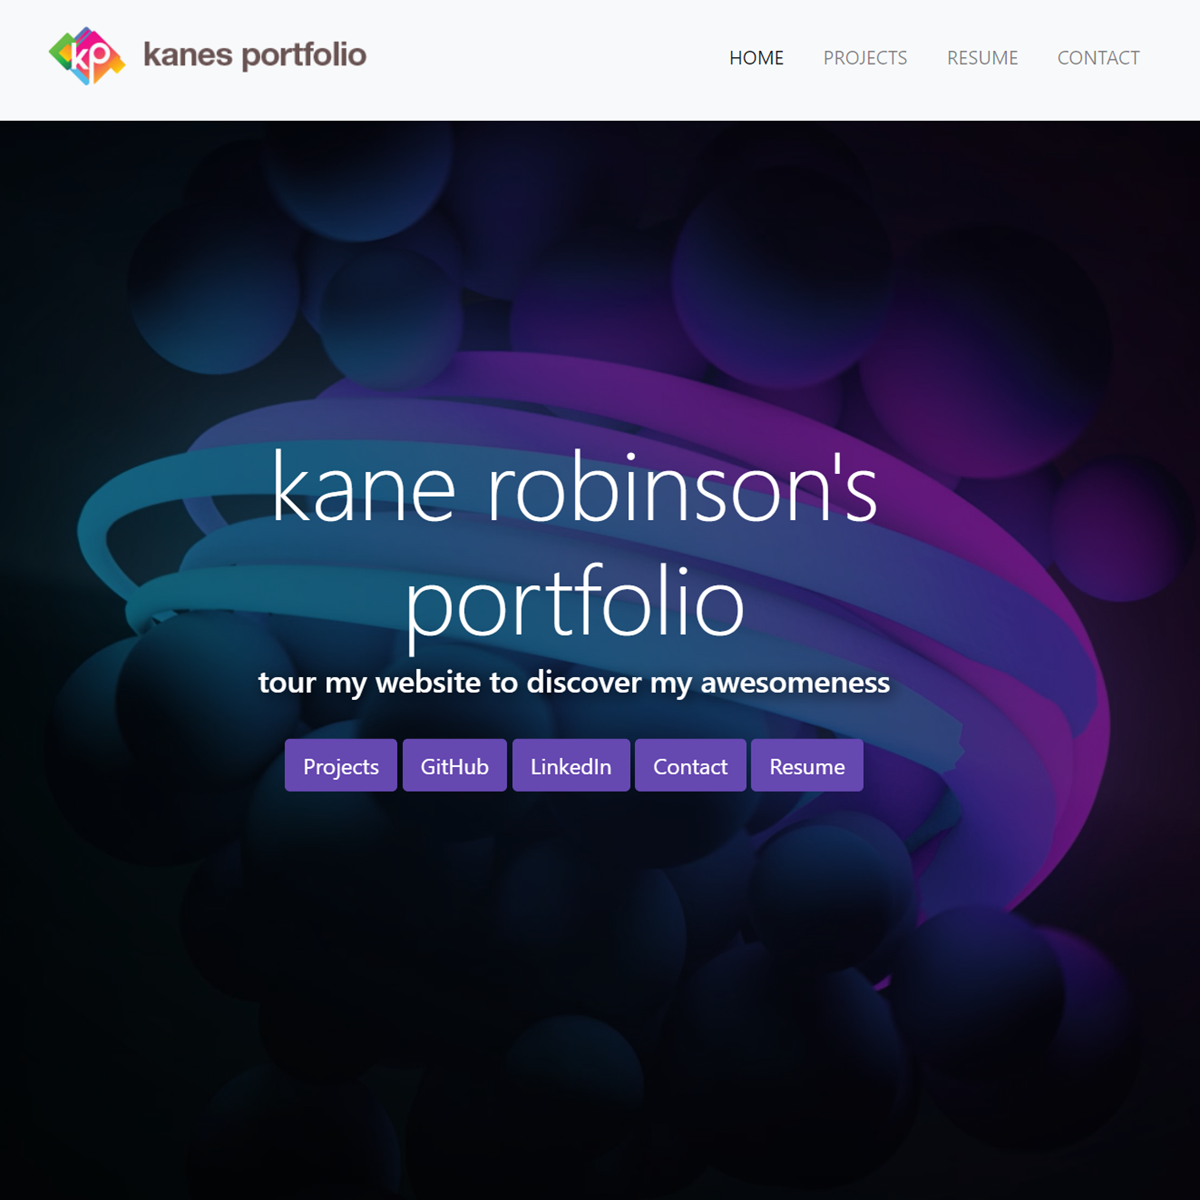 kp kanes portfolio
HOME PROJECTS RESUME CONTACT
kane robinson's
portfolio
tour my website to discover my awesomeness
Projects GitHub LinkedIn Contact Resume